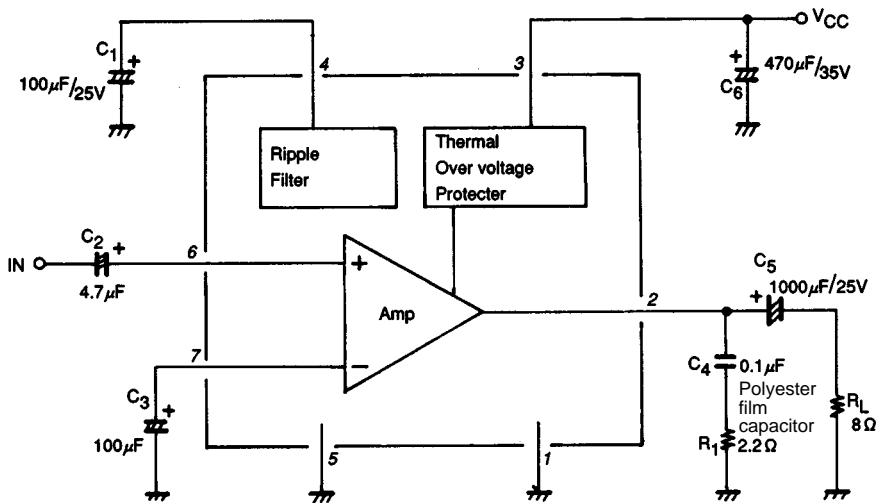 C1
+
100µF/25V
4
3
VCC
+
470µF/35V
C6
Ripple
Filter
Thermal
Over voltage
Protecter
IN
C2
+
4.7µF
6
+
Amp
−
2
C5
+
1000µF/25V
7
C3
+
100µF
5
1
C4
0.1µF
Polyester
film
capacitor
R1
2.2Ω
RL
8Ω